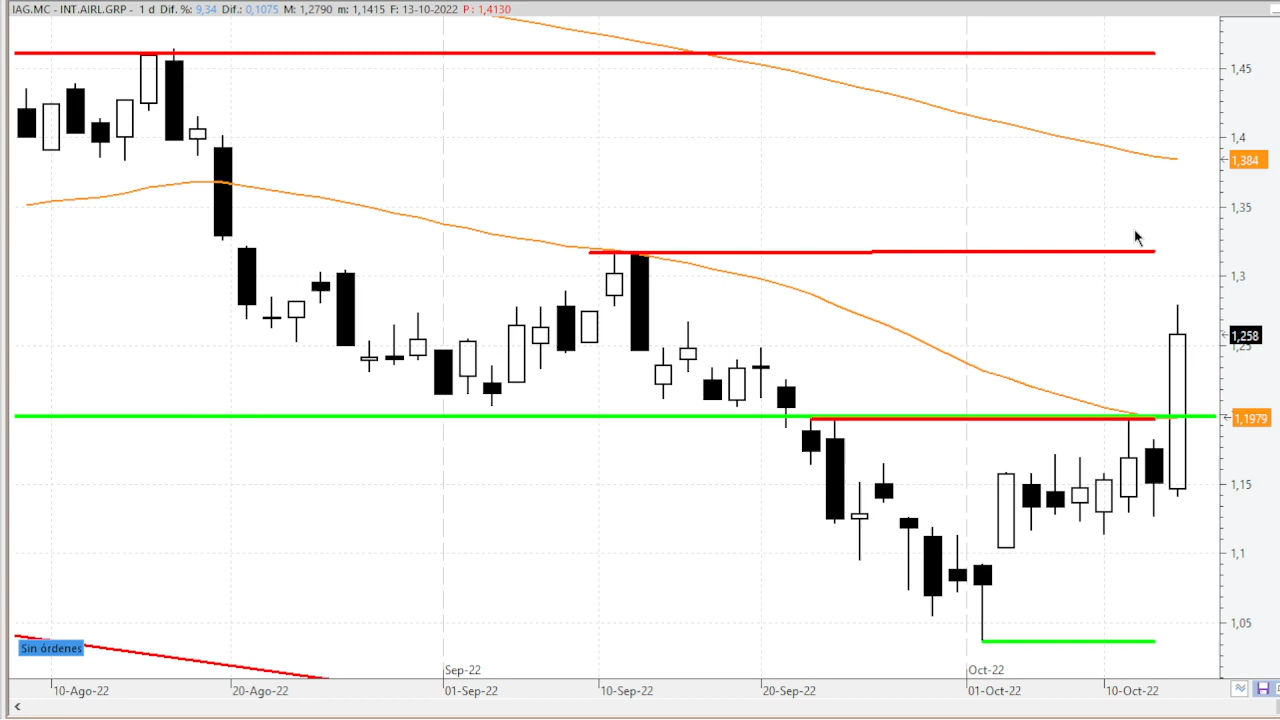 IAG.MC - INT.AIRL.GRP - 1 d Dif. %: 9,34 Dif.: 0,1075 M: 1,2790 m: 1,1415 F: 13-10-2022 P: 1,4130
1,45
1,4
1,384
1,35
1,3
1,258
1,25
1,1979
1,15
1,1
1,05
Sin órdenes
Sep-22 Oct-22
10-Ago-22 20-Ago-22 01-Sep-22 10-Sep-22 20-Sep-22 01-Oct-22 10-Oct-22